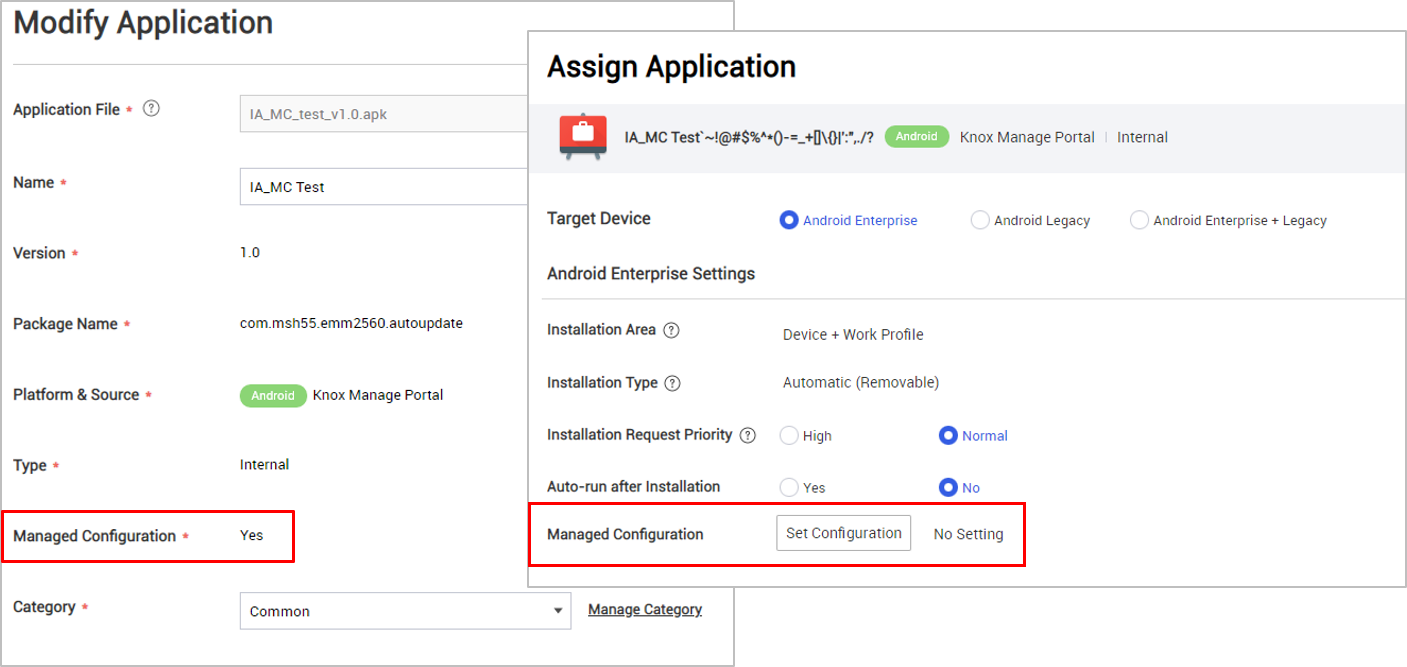 Modify Application
Application File * ?
IA_MC_test_v1.0.apk
Name *
IA_MC Test
Version *
1.0
Package Name *
com.msh55.emm2560.autoupdate
Platform & Source *
Android Knox Manage Portal
Type *
Internal
Managed Configuration *
Yes
Category *
Common
Manage Category
Assign Application
IA_MC Test`~!@#$%^*()-=_+[]\{}|';:",./? Android Knox Manage Portal | Internal
Target Device
Android Enterprise
Android Legacy
Android Enterprise + Legacy
Android Enterprise Settings
Installation Area ?
Device + Work Profile
Installation Type ?
Automatic (Removable)
Installation Request Priority ?
High
Normal
Auto-run after Installation
Yes
No
Managed Configuration
Set Configuration
No Setting